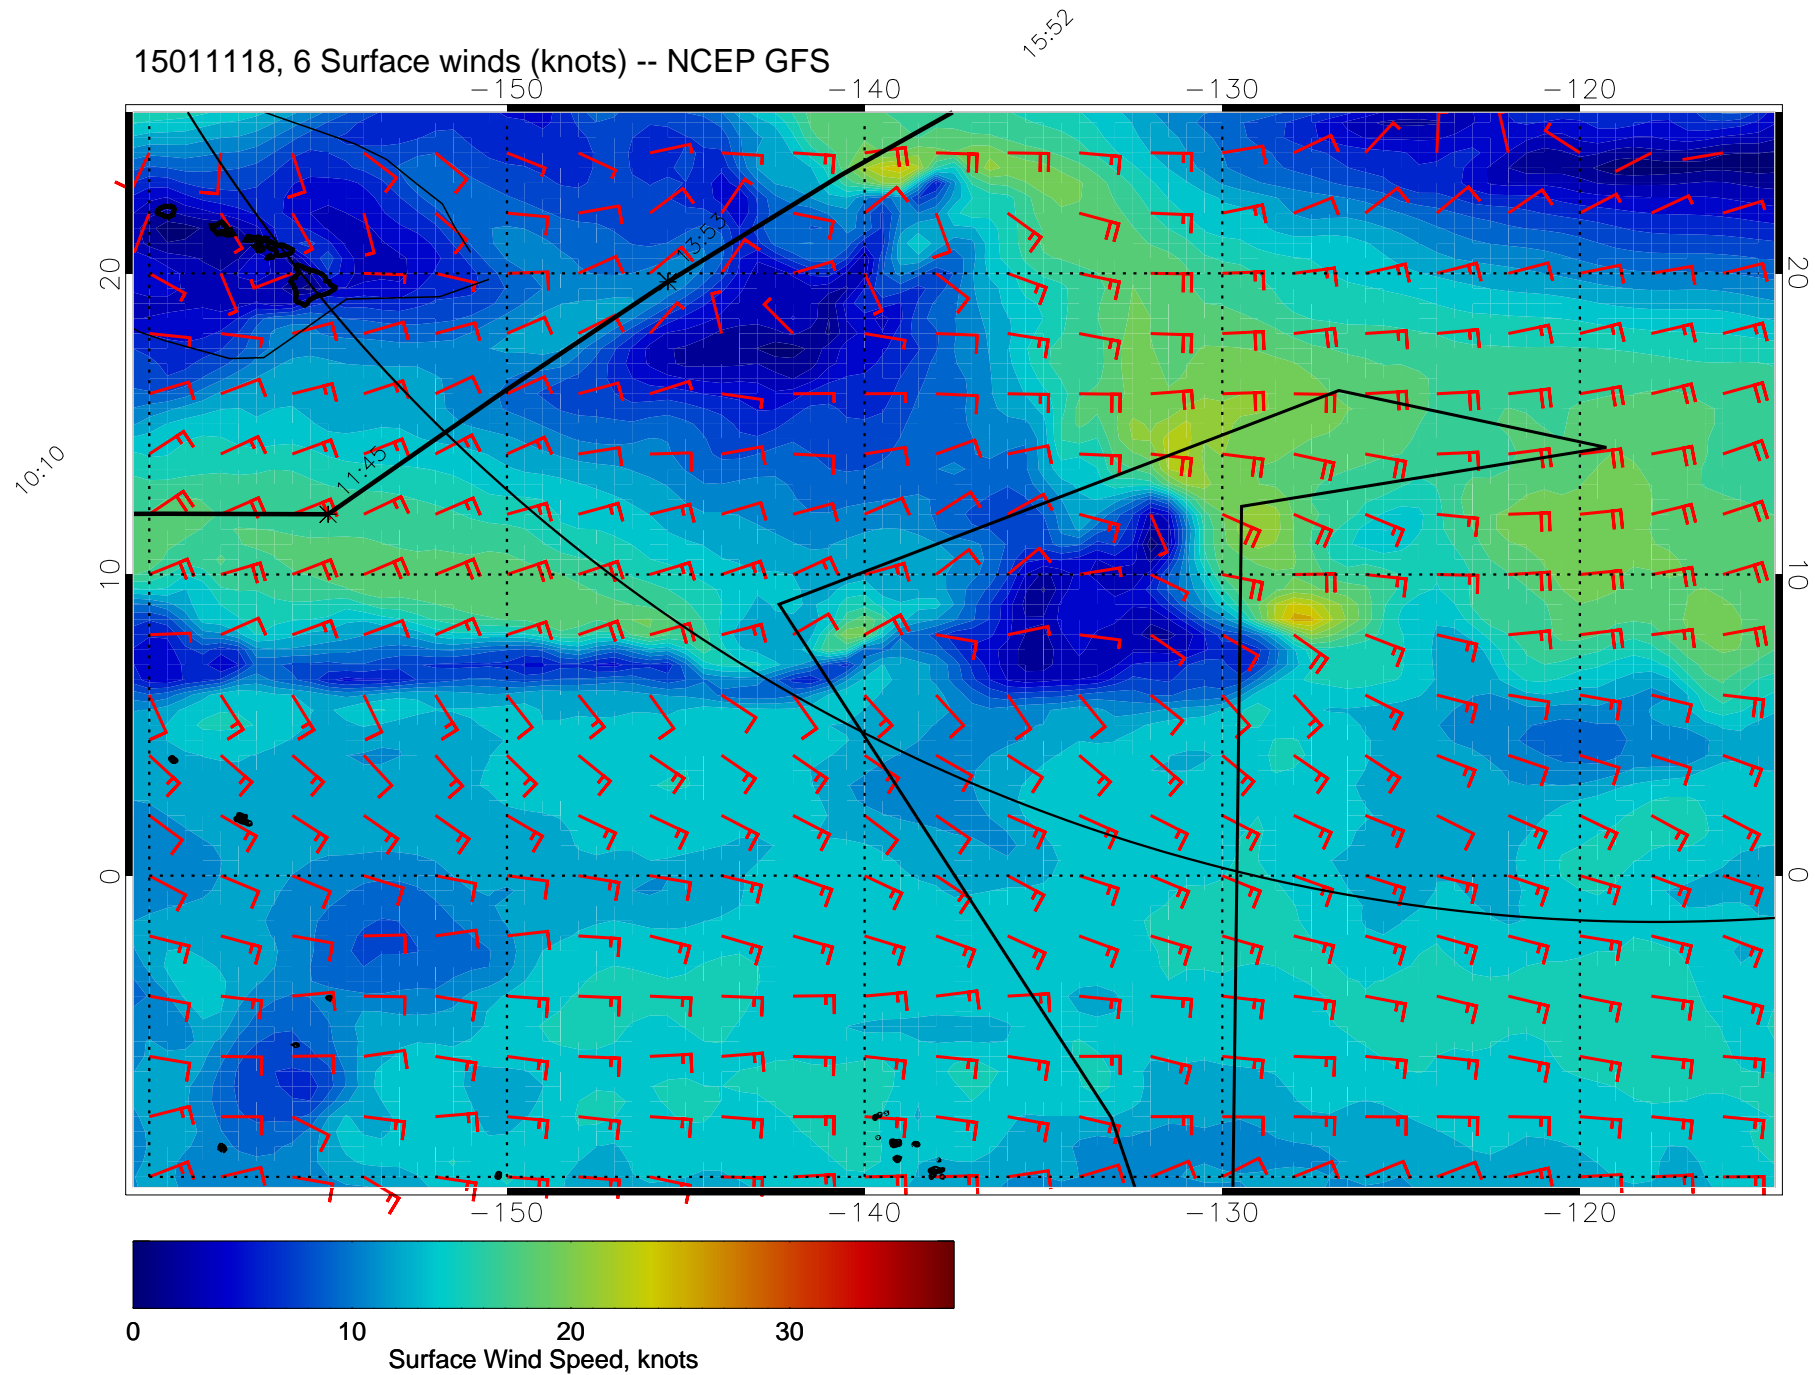 15:52
15011118, 6 Surface winds (knots) -- NCEP GFS
-150 -140 -130 -120
13:53
20 20
11:45
10:10
10 10
0 0
-150 -140 -130 -120
0 10 20 30
Surface Wind Speed, knots